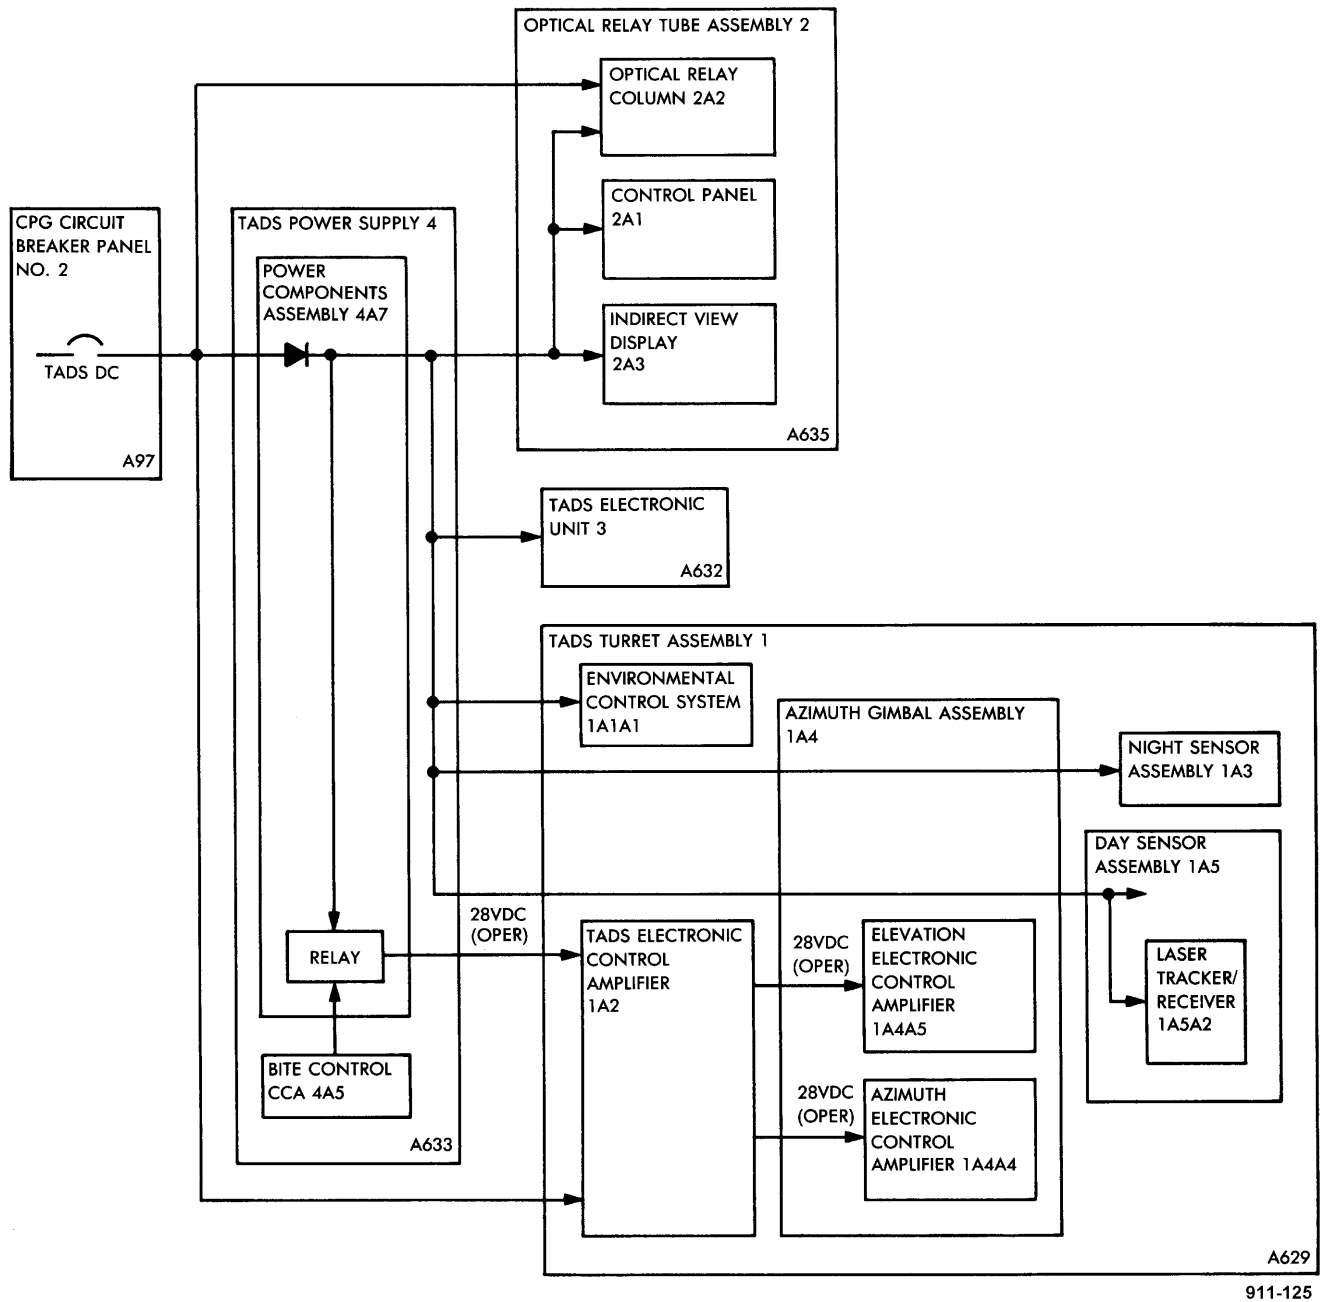 OPTICAL RELAY TUBE ASSEMBLY 2
OPTICAL RELAY
COLUMN 2A2
CONTROL PANEL
2A1
INDIRECT VIEW
DISPLAY
2A3
A635
CPG CIRCUIT
BREAKER PANEL
NO. 2
TADS DC
A97
TADS POWER SUPPLY 4
POWER
COMPONENTS
ASSEMBLY 4A7
RELAY
BITE CONTROL
CCA 4A5
A633
TADS ELECTRONIC
UNIT 3
A632
TADS TURRET ASSEMBLY 1
ENVIRONMENTAL
CONTROL SYSTEM
1A1A1
AZIMUTH GIMBAL ASSEMBLY
1A4
NIGHT SENSOR
ASSEMBLY 1A3
DAY SENSOR
ASSEMBLY 1A5
LASER
TRACKER/
RECEIVER
1A5A2
28VDC
(OPER)
TADS ELECTRONIC
CONTROL
AMPLIFIER
1A2
28VDC
(OPER)
ELEVATION
ELECTRONIC
CONTROL
AMPLIFIER
1A4A5
28VDC
(OPER)
AZIMUTH
ELECTRONIC
CONTROL
AMPLIFIER 1A4A4
A629
911-125